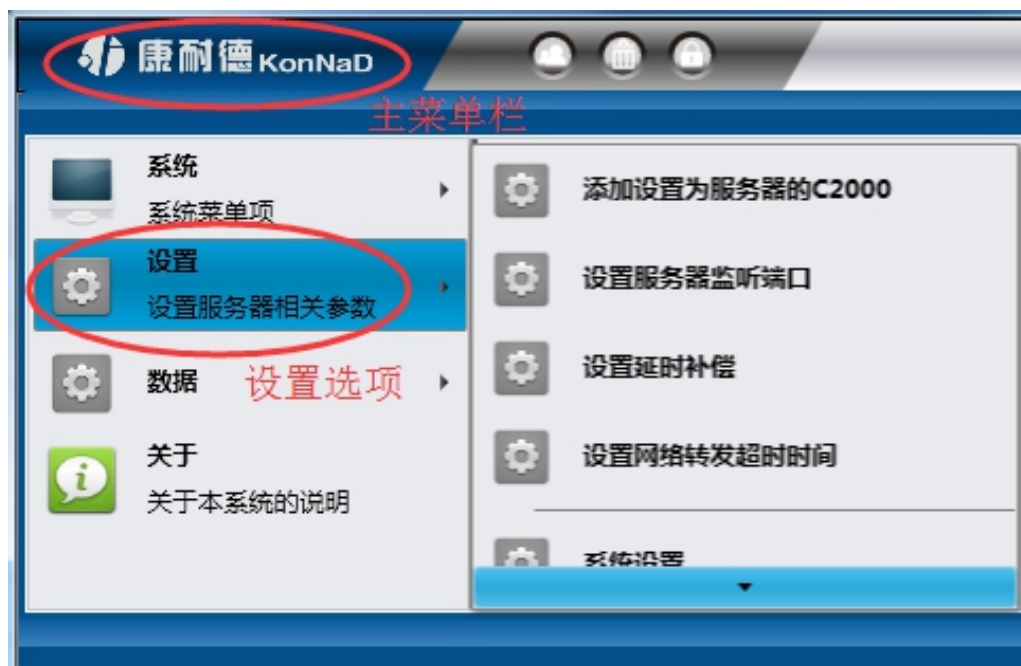 康耐德 KonNaD
主菜单栏
系统
系统菜单项
设置
设置服务器相关参数
数据
设置选项
关于
关于本系统的说明
添加设置为服务器的C2000
设置服务器监听端口
设置延时补偿
设置网络转发超时时间
系统设置